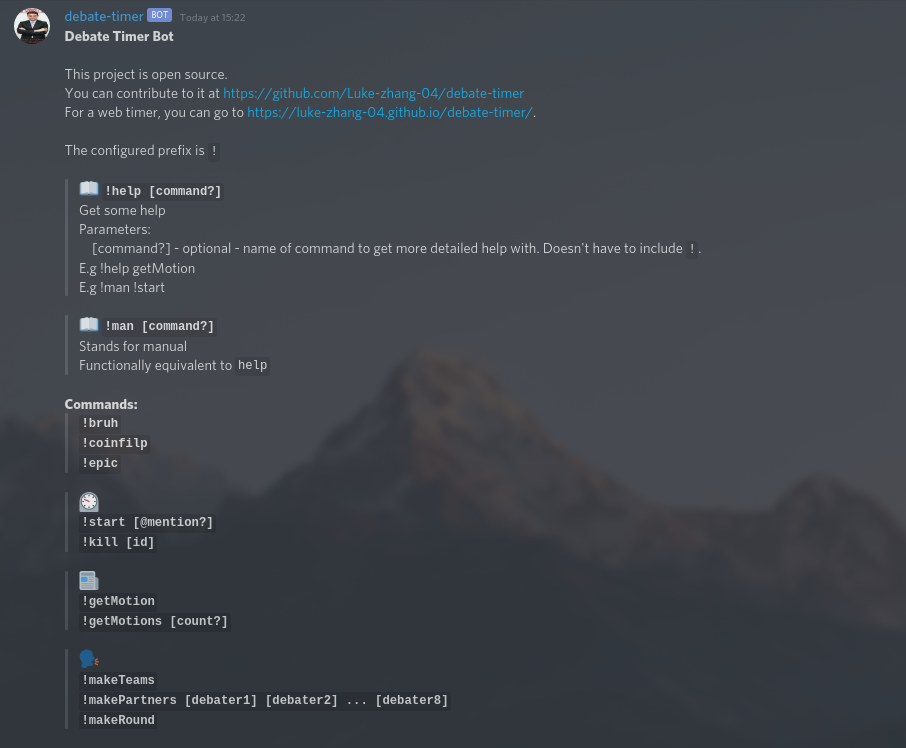 debate-timer BOT Today at 15:22
Debate Timer Bot
This project is open source.
You can contribute to it at https://github.com/Luke-zhang-04/debate-timer
For a web timer, you can go to https://luke-zhang-04.github.io/debate-timer/.
The configured prefix is !
!help [command?]
Get some help
Parameters:
[command?] - optional - name of command to get more detailed help with. Doesn't have to include !.
E.g !help getMotion
E.g !man !start
!man [command?]
Stands for manual
Functionally equivalent to help
Commands:
!bruh
!coinfilp
!epic
!start [@mention?]
!kill [id]
!getMotion
!getMotions [count?]
!makeTeams
!makePartners [debater1] [debater2] ... [debater8]
!makeRound